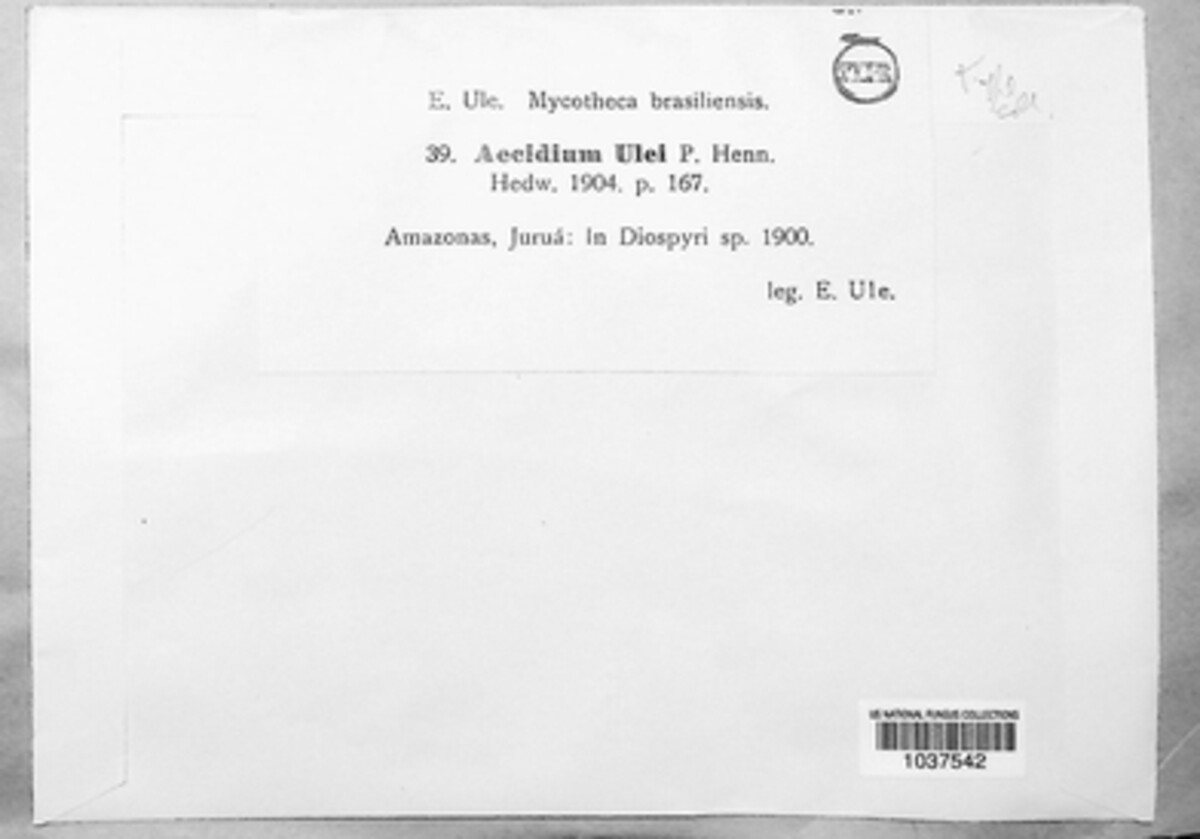 E. Ule. Mycotheca brasiliensis.
39. Aecidium Ulei P. Henn.
Hedw. 1904. p. 167.
Amazonas, Juruá: In Diospyri sp. 1900.
leg. E. Ule.
US NATIONAL FUNGUS COLLECTIONS
1037542